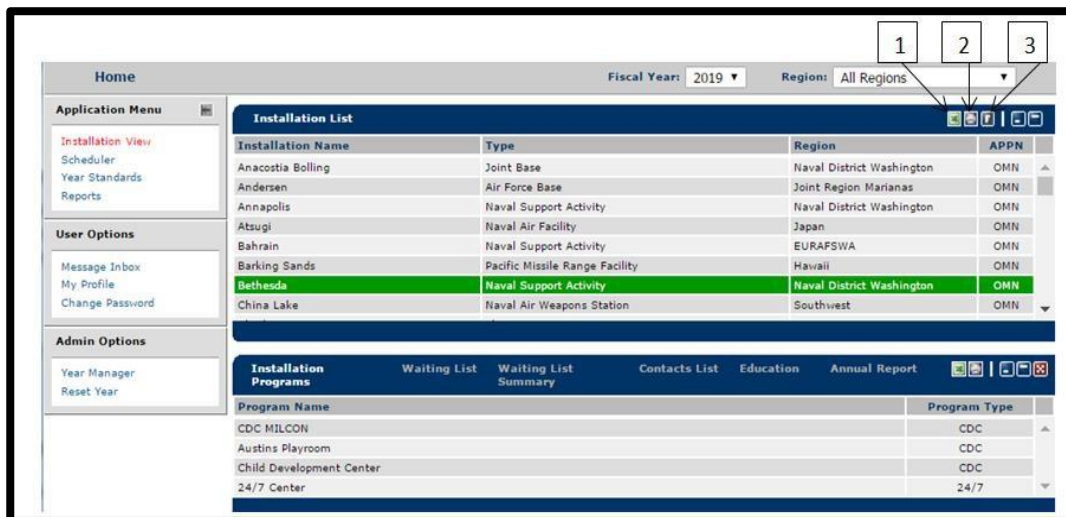 1 2 3
Home Fiscal Year: 2019 Region: All Regions
Application Menu
Installation View
Scheduler
Year Standards
Reports
User Options
Message Inbox
My Profile
Change Password
Admin Options
Year Manager
Reset Year
Installation List
Installation Name Type Region APPN
Anacostia Bolling Joint Base Naval District Washington OMN
Andersen Air Force Base Joint Region Marianas OMN
Annapolis Naval Support Activity Naval District Washington OMN
Atsugi Naval Air Facility Japan OMN
Bahrain Naval Support Activity EURAFSWA OMN
Barking Sands Pacific Missile Range Facility Hawaii OMN
Bethesda Naval Support Activity Naval District Washington OMN
China Lake Naval Air Weapons Station Southwest OMN
Installation Programs Waiting List Waiting List Summary Contacts List Education Annual Report
Program Name Program Type
CDC MILCON CDC
Austins Playroom CDC
Child Development Center CDC
24/7 Center 24/7